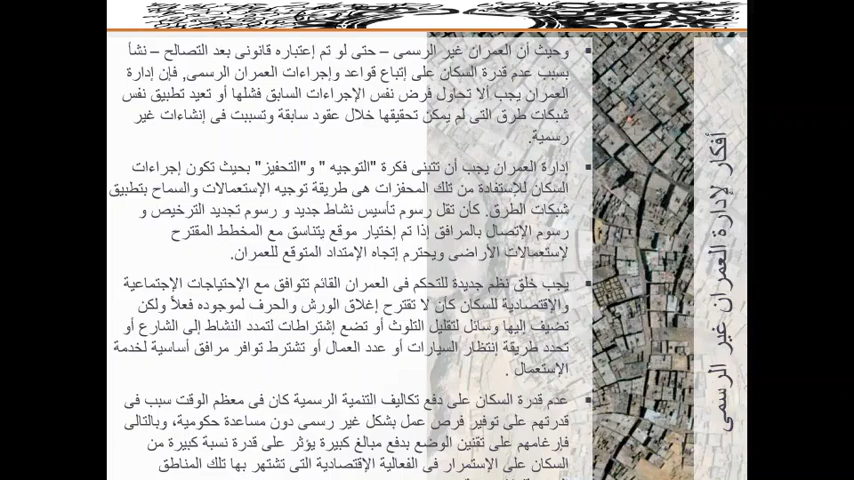 أفكار لإدارة العمران غير الرسمى
وحيث أن العمران غير الرسمى – حتى لو تم إعتباره قانونى بعد التصالح – نشأ
بسبب عدم قدرة السكان على إتباع قواعد وإجراءات العمران الرسمى, فإن إدارة
العمران يجب ألا تحاول فرض نفس الإجراءات السابق فشلها أو تعيد تطبيق نفس
شبكات طرق التى لم يمكن تحقيقها خلال عقود سابقة وتسببت فى إنشاءات غير
رسمية.
إدارة العمران يجب أن تتبنى فكرة "التوجيه " و"التحفيز" بحيث تكون إجراءات
السكان للإستفادة من تلك المحفزات هى طريقة توجيه الإستعمالات والسماح بتطبيق
شبكات الطرق. كأن تقل رسوم تأسيس نشاط جديد و رسوم تجديد الترخيص و
رسوم الإتصال بالمرافق إذا تم إختيار موقع يتناسق مع المخطط المقترح
لإستعمالات الأراضى ويحترم إتجاه الإمتداد المتوقع للعمران.
يجب خلق نظم جديدة للتحكم فى العمران القائم تتوافق مع الإحتياجات الإجتماعية
والإقتصادية للسكان كأن لا تقترح إغلاق الورش والحرف لموجوده فعلاً ولكن
تضيف إليها وسائل لتقليل التلوث أو تضع إشتراطات لتمدد النشاط إلى الشارع أو
تحدد طريقة إنتظار السيارات أو عدد العمال أو تشترط توافر مرافق أساسية لخدمة
الإستعمال .
عدم قدرة السكان على دفع تكاليف التنمية الرسمية كان فى معظم الوقت سبب فى
قدرتهم على توفير فرص عمل بشكل غير رسمى دون مساعدة حكومية، وبالتالى
فإرغامهم على تقنين الوضع بدفع مبالغ كبيرة يؤثر على قدرة نسبة كبيرة من
السكان على الإستمرار فى الفعالية الإقتصادية التى تشتهر بها تلك المناطق